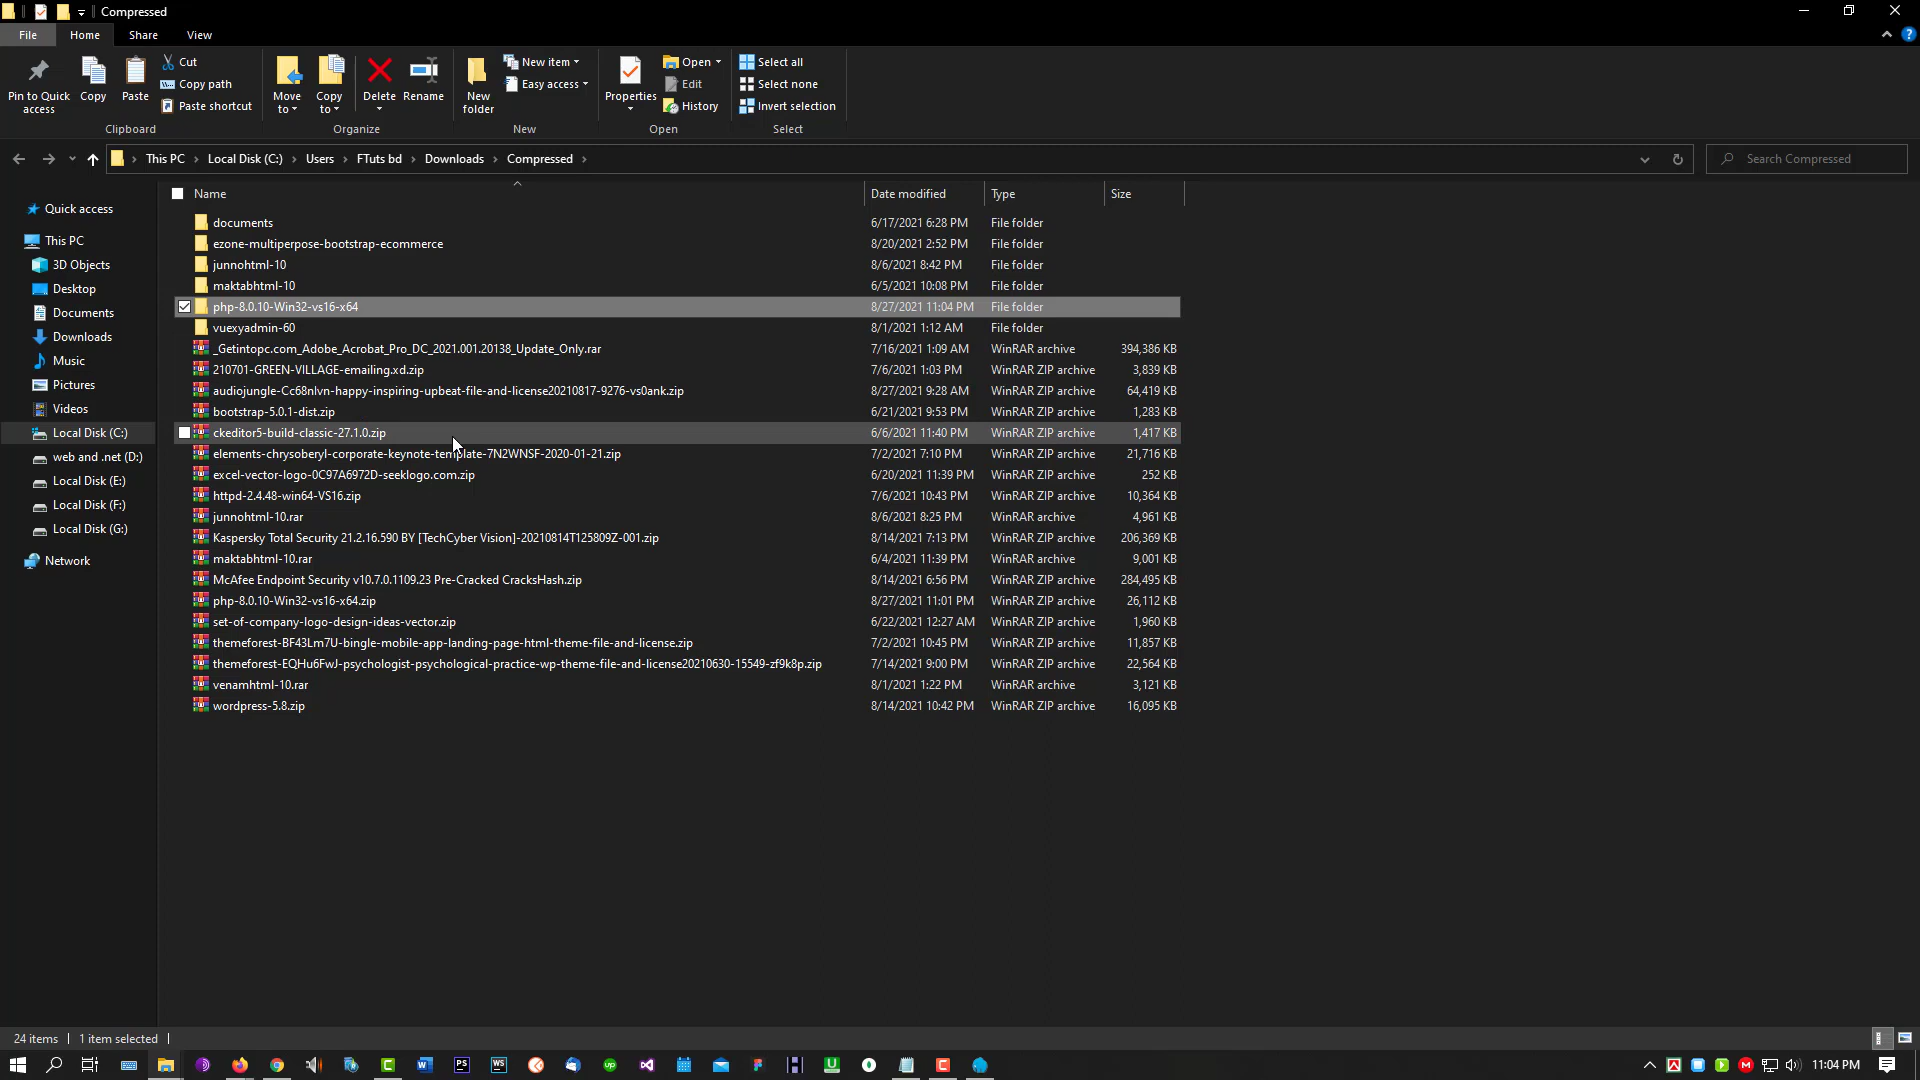 Compressed
File Home Share View
Pin to Quick access
Copy
Paste
Cut
Copy path
Paste shortcut
Clipboard
Move to
Copy to
Delete
Rename
Organize
New folder
New item
Easy access
New
Properties
Open
Edit
History
Open
Select all
Select none
Invert selection
Select
This PC › Local Disk (C:) › Users › FTuts bd › Downloads › Compressed ›
Search Compressed
Quick access
This PC
3D Objects
Desktop
Documents
Downloads
Music
Pictures
Videos
Local Disk (C:)
web and .net (D:)
Local Disk (E:)
Local Disk (F:)
Local Disk (G:)
Network
Name Date modified Type Size
documents 6/17/2021 6:28 PM File folder
ezone-multiperpose-bootstrap-ecommerce 8/20/2021 2:52 PM File folder
junnohtml-10 8/6/2021 8:42 PM File folder
maktabhtml-10 6/5/2021 10:08 PM File folder
php-8.0.10-Win32-vs16-x64 8/27/2021 11:04 PM File folder
vuexyadmin-60 8/1/2021 1:12 AM File folder
_Getintopc.com_Adobe_Acrobat_Pro_DC_2021.001.20138_Update_Only.rar 7/16/2021 1:09 AM WinRAR archive 394,386 KB
210701-GREEN-VILLAGE-emailing.xd.zip 7/6/2021 1:03 PM WinRAR ZIP archive 3,839 KB
audiojungle-Cc68nlvn-happy-inspiring-upbeat-file-and-license20210817-9276-vs0ank.zip 8/27/2021 9:28 AM WinRAR ZIP archive 64,419 KB
bootstrap-5.0.1-dist.zip 6/21/2021 9:53 PM WinRAR ZIP archive 1,283 KB
ckeditor5-build-classic-27.1.0.zip 6/6/2021 11:40 PM WinRAR ZIP archive 1,417 KB
elements-chrysoberyl-corporate-keynote-template-7N2WNSF-2020-01-21.zip 7/2/2021 7:10 PM WinRAR ZIP archive 21,716 KB
excel-vector-logo-0C97A6972D-seeklogo.com.zip 6/20/2021 11:39 PM WinRAR ZIP archive 252 KB
httpd-2.4.48-win64-VS16.zip 7/6/2021 10:43 PM WinRAR ZIP archive 10,364 KB
junnohtml-10.rar 8/6/2021 8:25 PM WinRAR archive 4,961 KB
Kaspersky Total Security 21.2.16.590 BY [TechCyber Vision]-20210814T125809Z-001.zip 8/14/2021 7:13 PM WinRAR ZIP archive 206,369 KB
maktabhtml-10.rar 6/4/2021 11:39 PM WinRAR archive 9,001 KB
McAfee Endpoint Security v10.7.0.1109.23 Pre-Cracked CracksHash.zip 8/14/2021 6:56 PM WinRAR ZIP archive 284,495 KB
php-8.0.10-Win32-vs16-x64.zip 8/27/2021 11:01 PM WinRAR ZIP archive 26,112 KB
set-of-company-logo-design-ideas-vector.zip 6/22/2021 12:27 AM WinRAR ZIP archive 1,960 KB
themeforest-BF43Lm7U-bingle-mobile-app-landing-page-html-theme-file-and-license.zip 7/2/2021 10:45 PM WinRAR ZIP archive 11,857 KB
themeforest-EQHu6FwJ-psychologist-psychological-practice-wp-theme-file-and-license20210630-15549-zf9k8p.zip 7/14/2021 9:00 PM WinRAR ZIP archive 22,564 KB
venamhtml-10.rar 8/1/2021 1:22 PM WinRAR archive 3,121 KB
wordpress-5.8.zip 8/14/2021 10:42 PM WinRAR ZIP archive 16,095 KB
24 items 1 item selected
11:04 PM